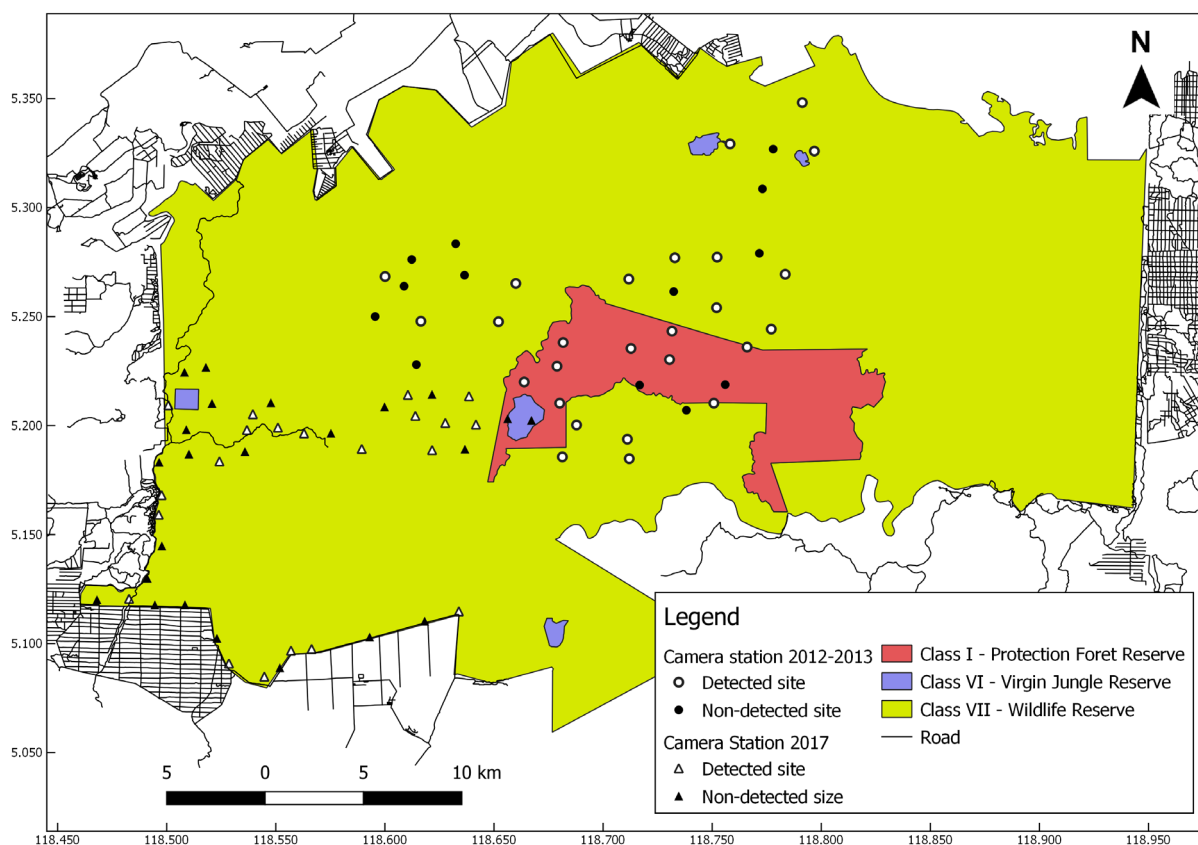 N
5.350
5.300
5.250
5.200
5.150
5.100
5.050
Legend
Camera station 2012-2013
Detected site
Non-detected site
Camera Station 2017
Detected site
Non-detected size
Class I - Protection Foret Reserve
Class VI - Virgin Jungle Reserve
Class VII - Wildlife Reserve
Road
5 0 5 10 km
118.450 118.500 118.550 118.600 118.650 118.700 118.750 118.800 118.850 118.900 118.950